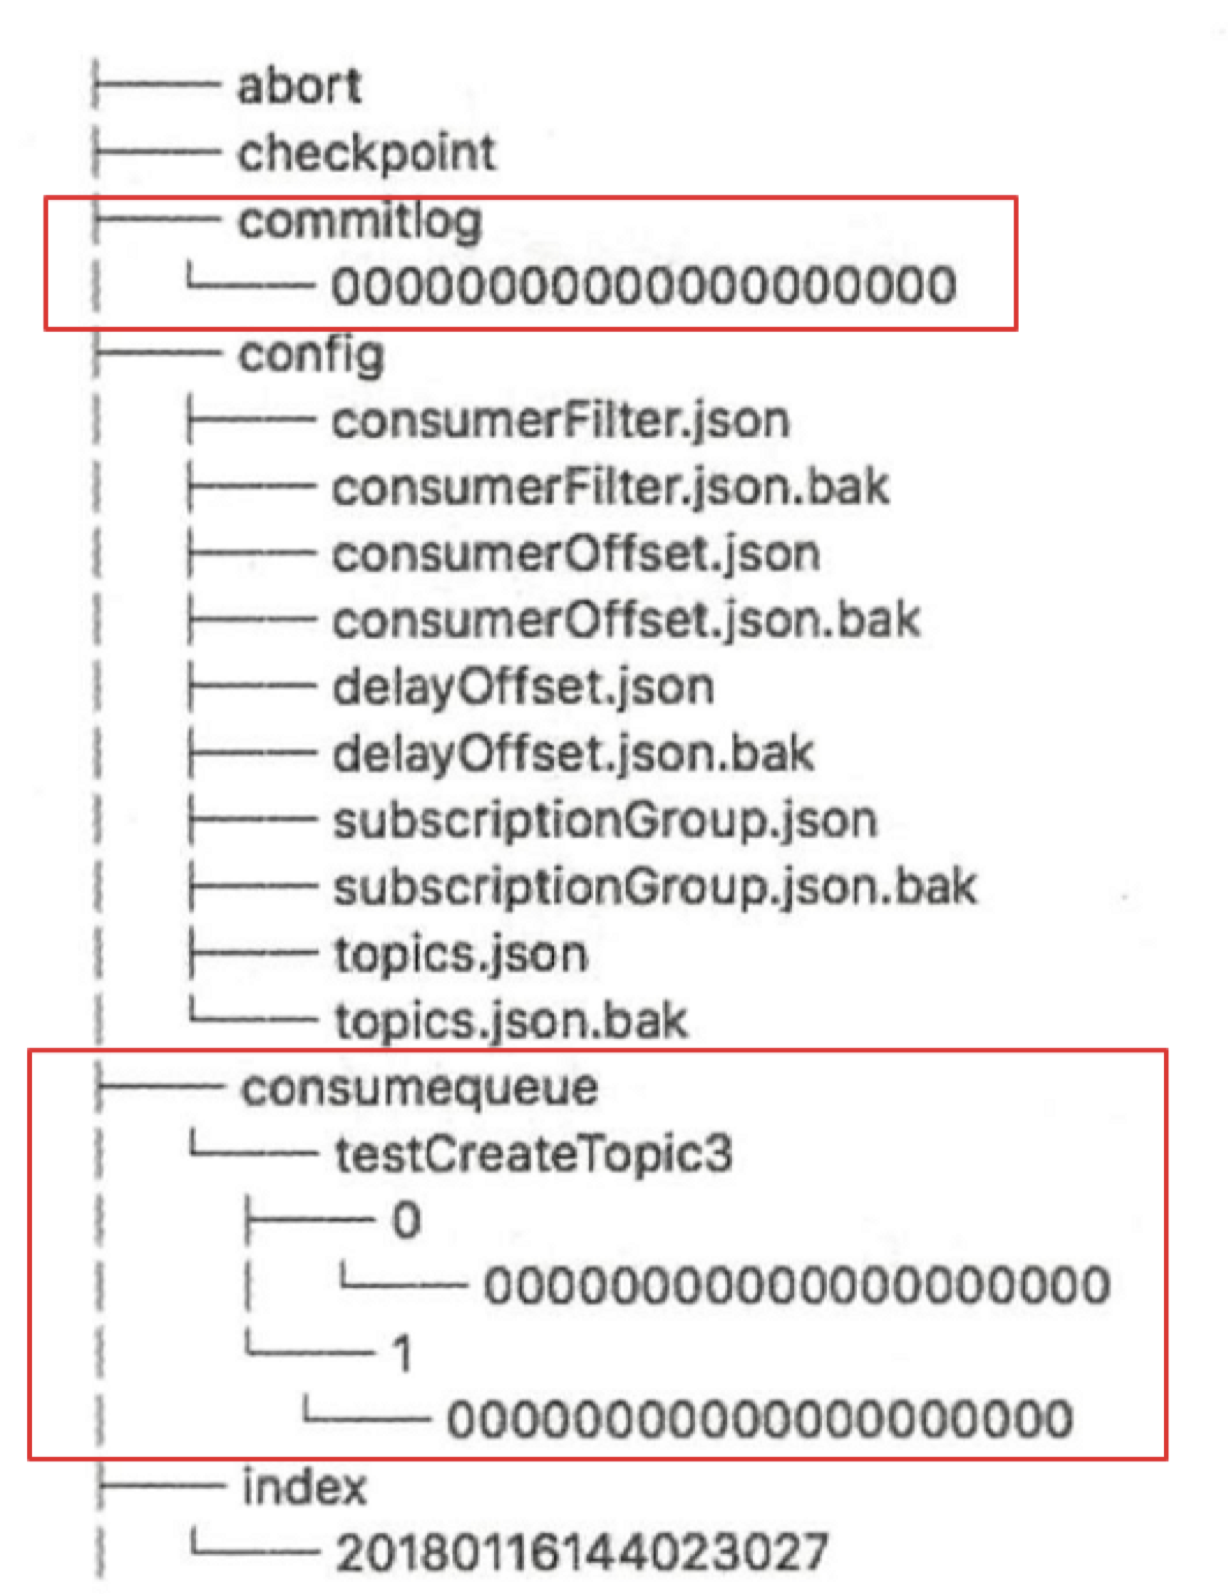 abort
checkpoint
commitlog
00000000000000000000
config
consumerFilter.json
consumerFilter.json.bak
consumerOffset.json
consumerOffset.json.bak
delayOffset.json
delayOffset.json.bak
subscriptionGroup.json
subscriptionGroup.json.bak
topics.json
topics.json.bak
consumequeue
testCreateTopic3
0
00000000000000000000
1
00000000000000000000
index
20180116144023027